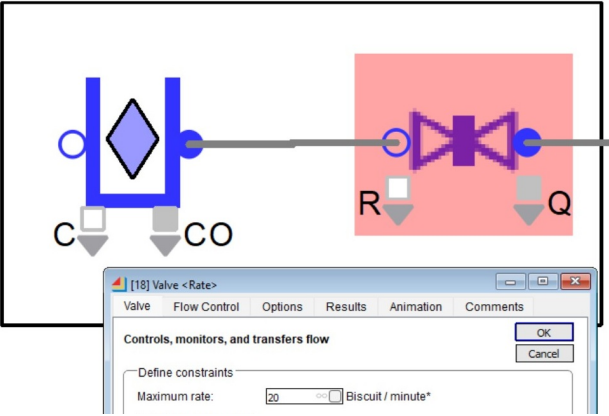 R
Q
C
CO
[18] Valve <Rate>
Valve Flow Control Options Results Animation Comments
Controls, monitors, and transfers flow
OK
Cancel
Define constraints
Maximum rate: 20 Biscuit / minute*